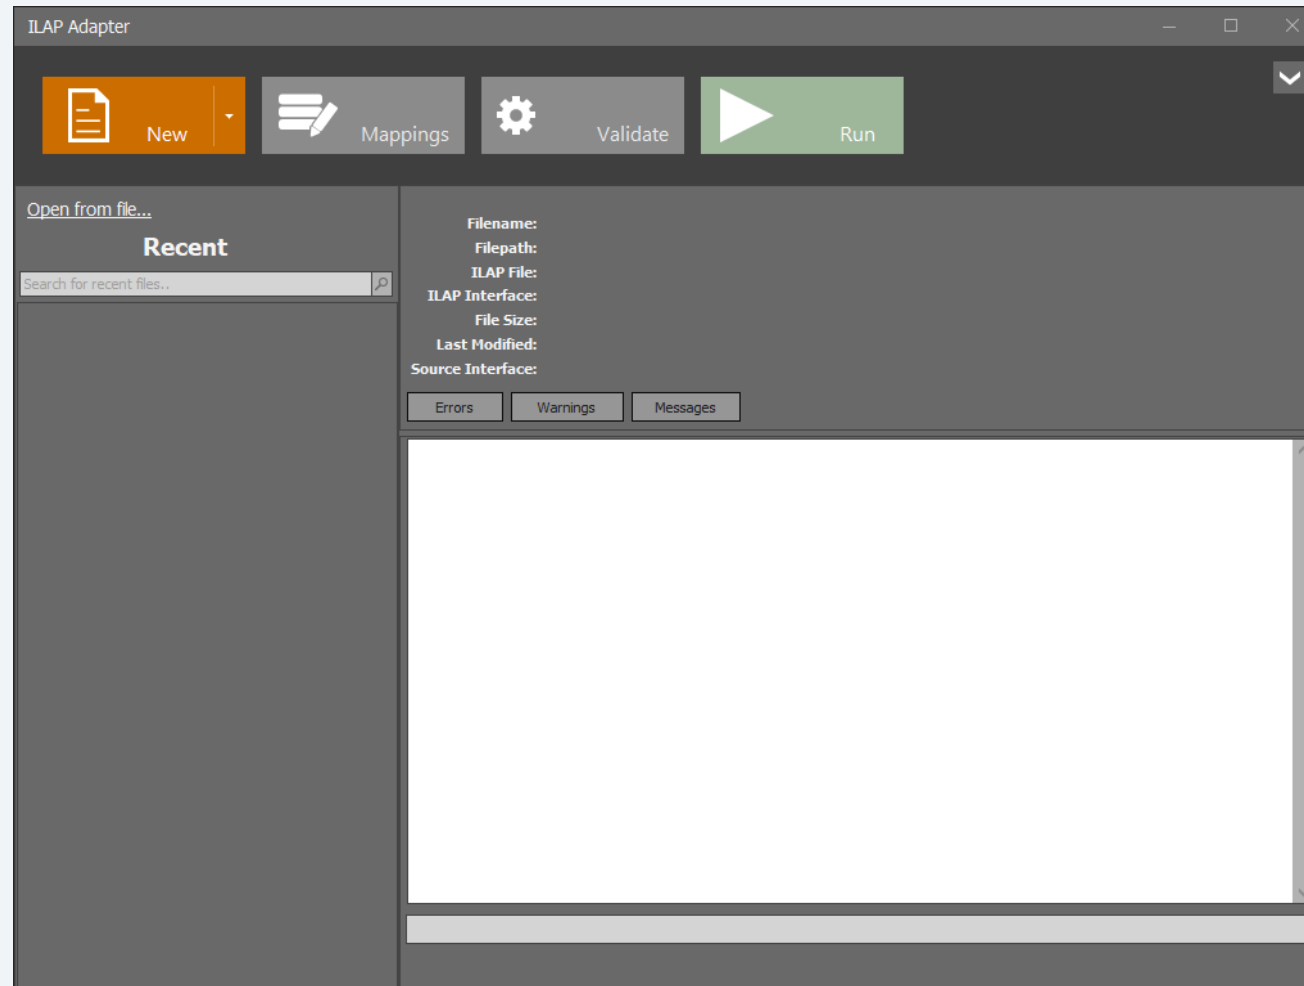 ILAP Adapter
New
Mappings
Validate
Run
Open from file...
Recent
Search for recent files..
Filename:
Filepath:
ILAP File:
ILAP Interface:
File Size:
Last Modified:
Source Interface:
Errors
Warnings
Messages